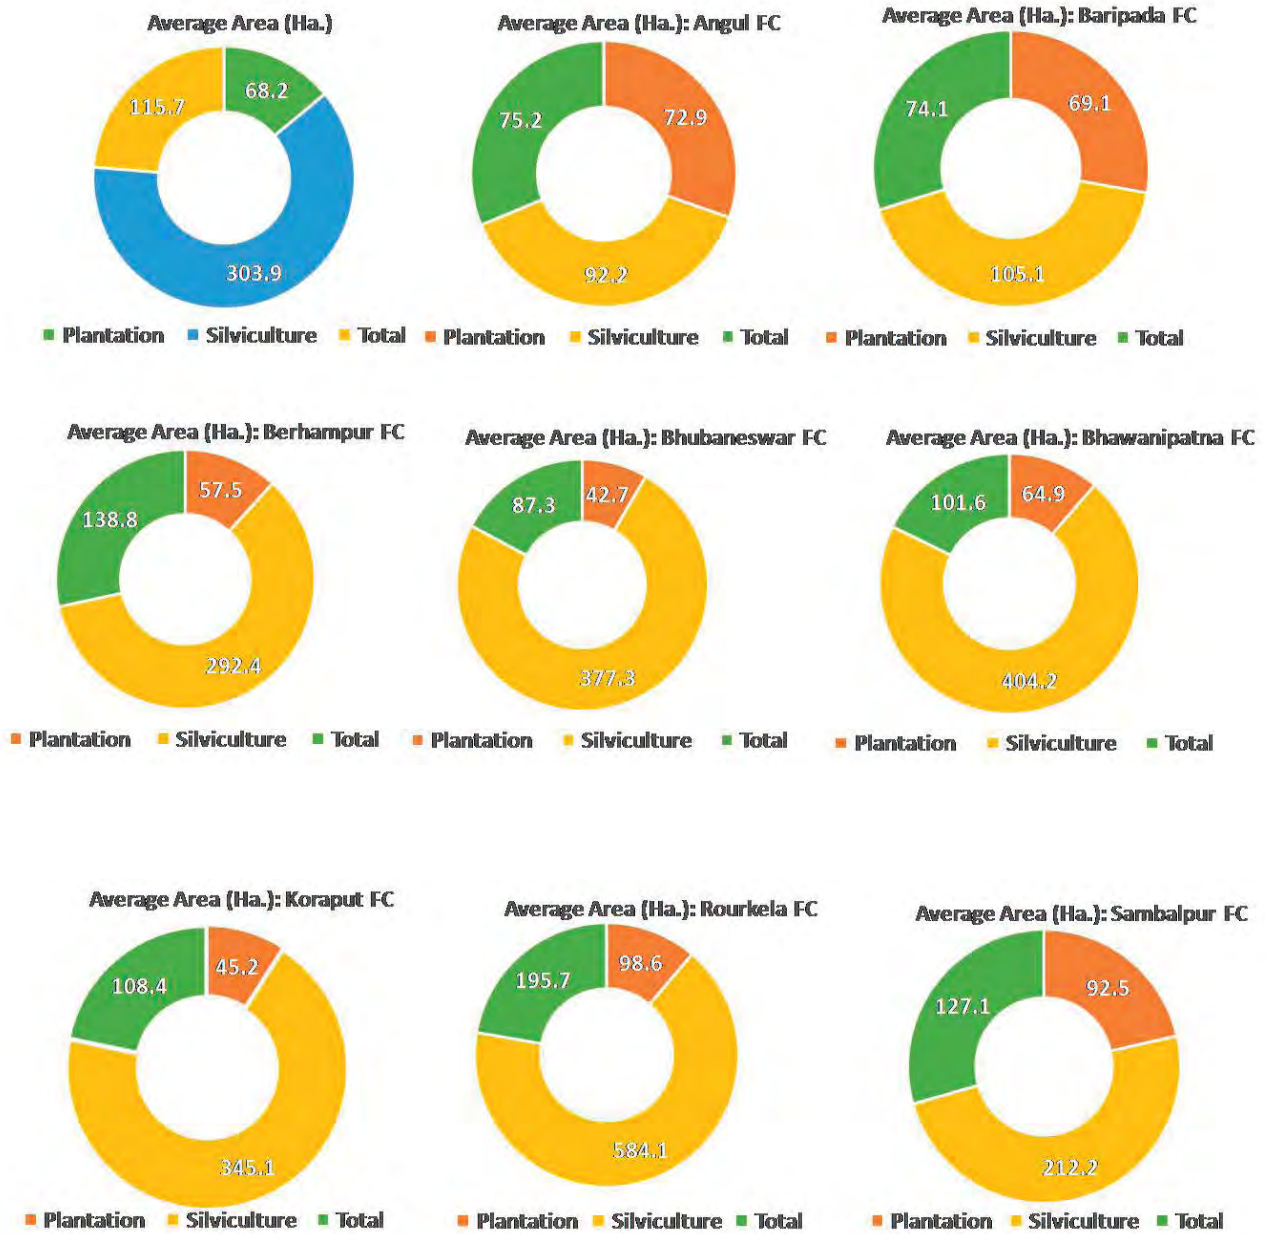 Average Area (Ha.)
68.2
303.9
115.7
Plantation Silviculture Total
Average Area (Ha.): Angul FC
72.9
92.2
75.2
Plantation Silviculture Total
Average Area (Ha.): Baripada FC
69.1
105.1
74.1
Plantation Silviculture Total
Average Area (Ha.): Berhampur FC
57.5
292.4
138.8
Plantation Silviculture Total
Average Area (Ha.): Bhubaneswar FC
42.7
377.3
87.3
Plantation Silviculture Total
Average Area (Ha.): Bhawanipatna FC
64.9
404.2
101.6
Plantation Silviculture Total
Average Area (Ha.): Koraput FC
45.2
345.1
108.4
Plantation Silviculture Total
Average Area (Ha.): Rourkela FC
98.6
584.1
195.7
Plantation Silviculture Total
Average Area (Ha.): Sambalpur FC
92.5
212.2
127.1
Plantation Silviculture Total